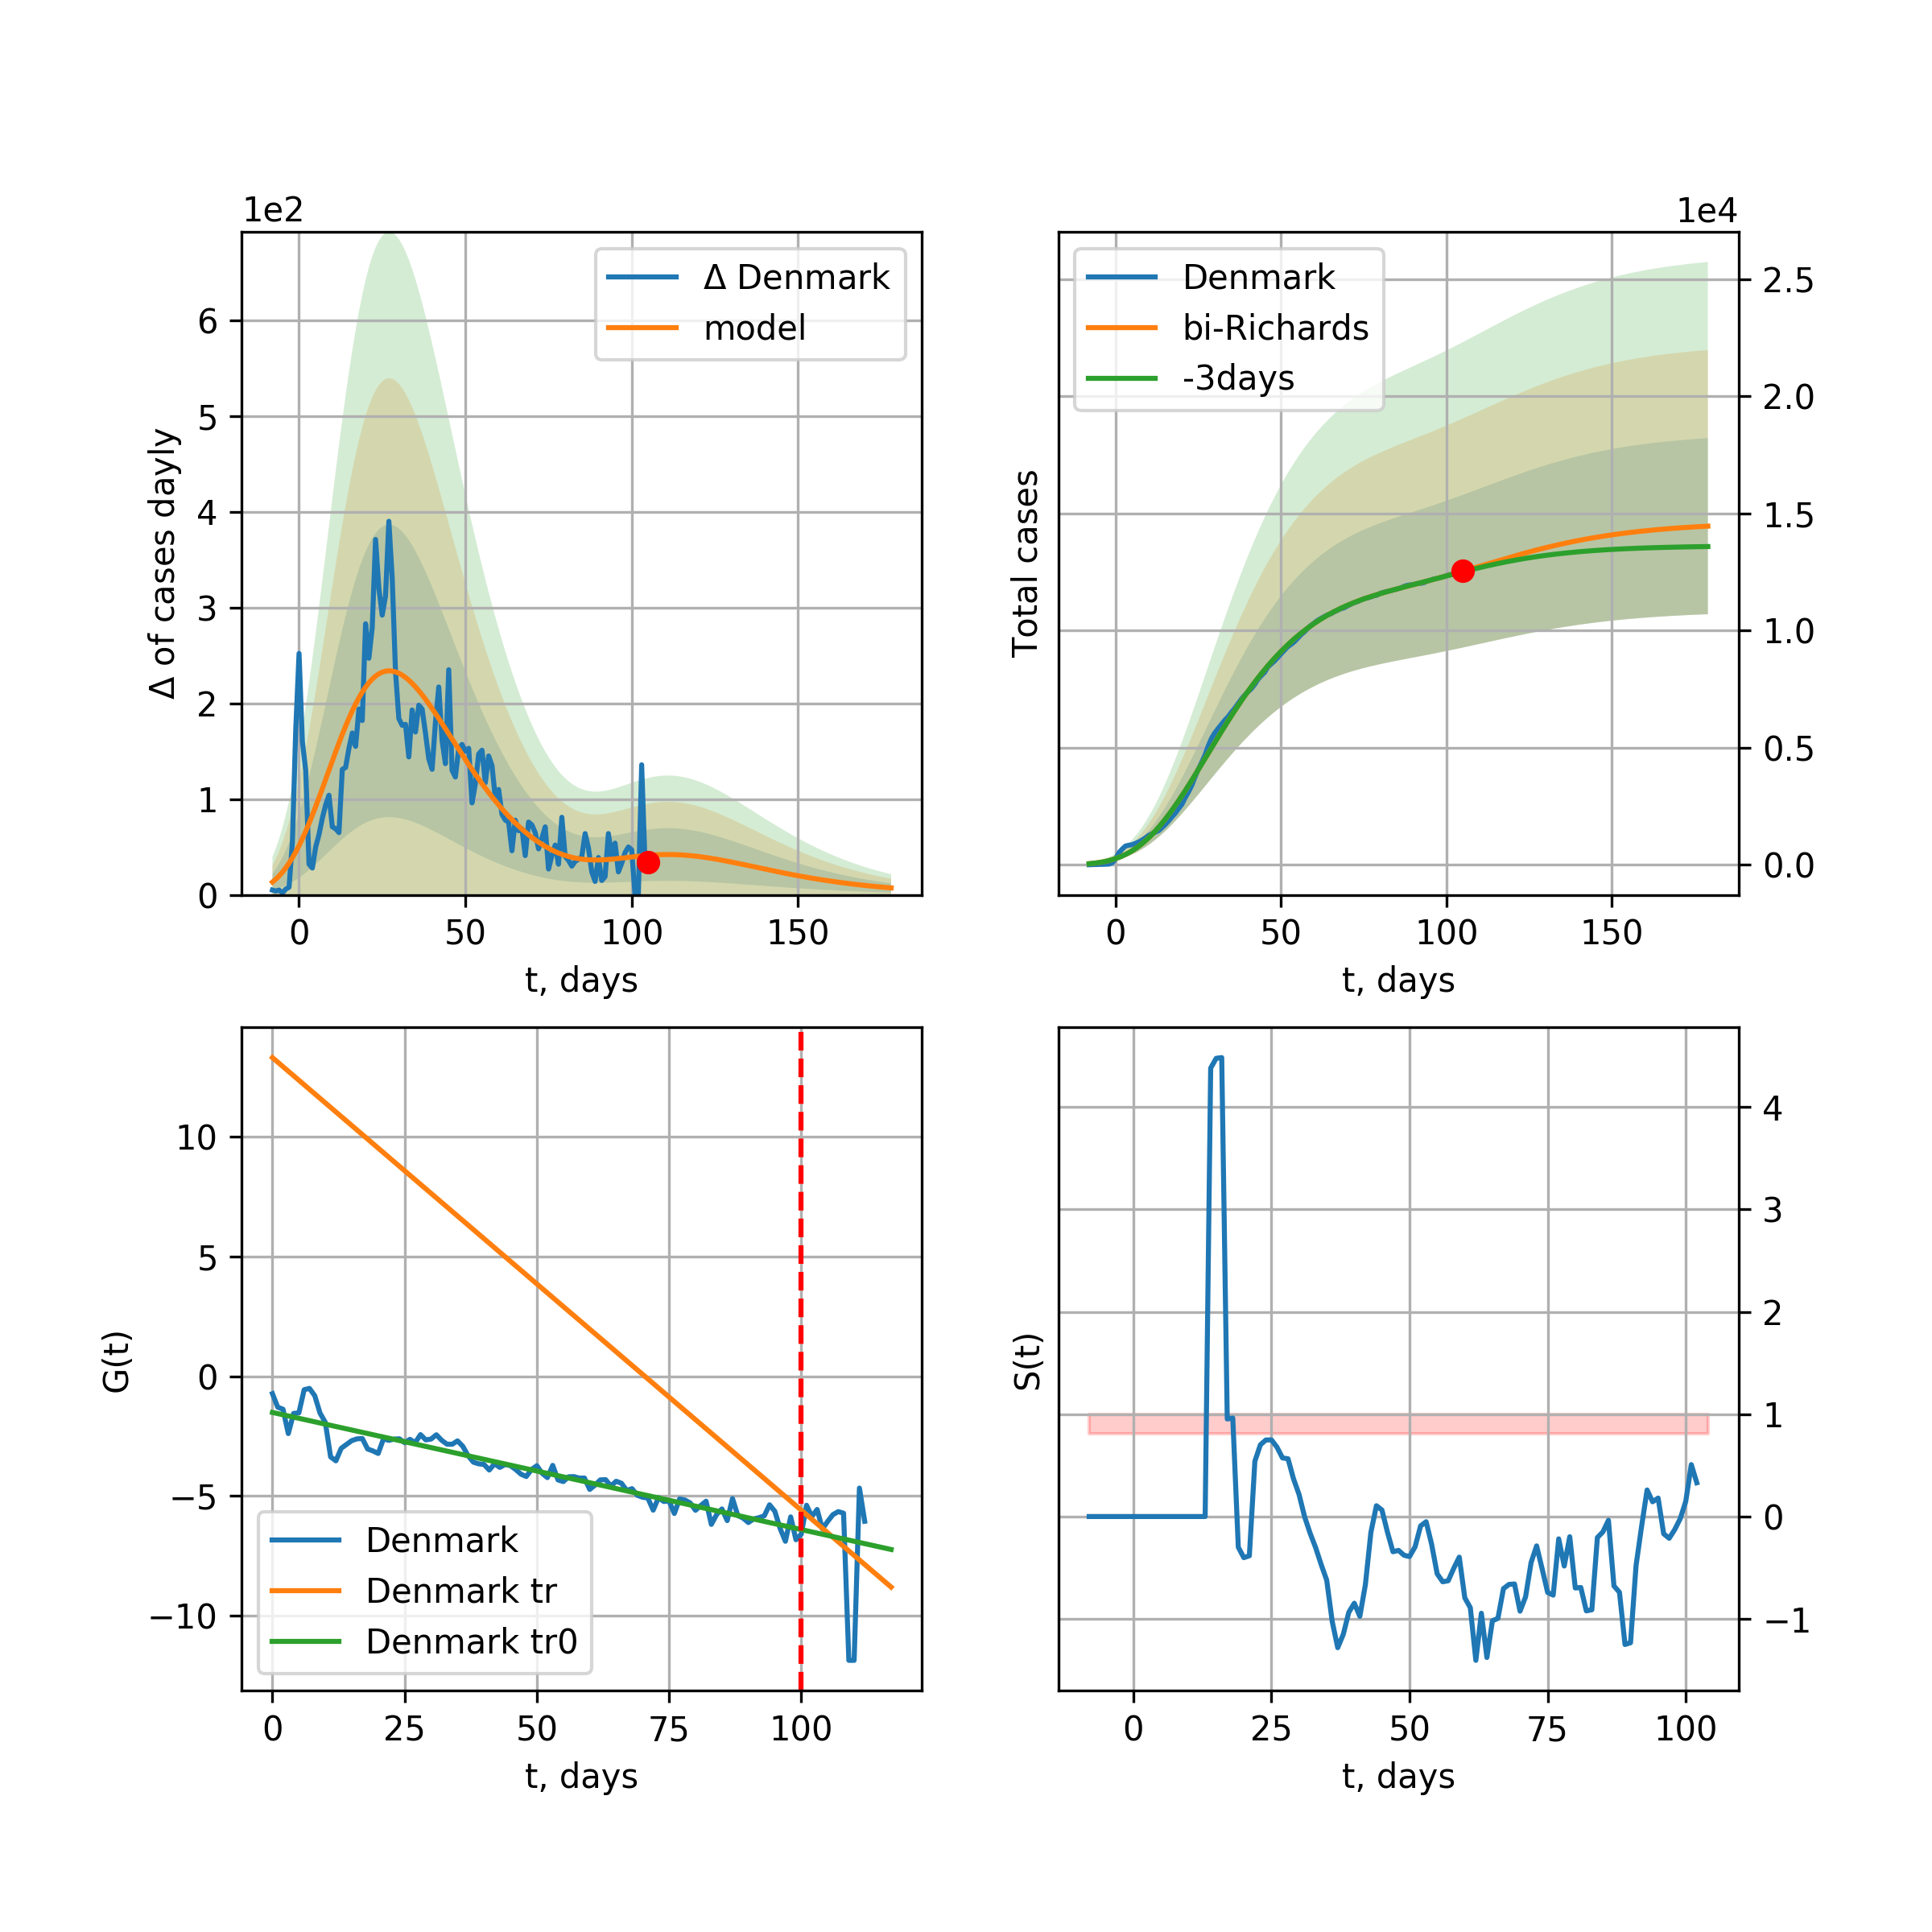 1e2
Δ Denmark
model
6
5
4
3
2
1
0
Δ of cases dayly
0
50
100
150
t, days
1e4
Denmark
bi-Richards
-3days
2.5
2.0
1.5
1.0
0.5
0.0
Total cases
0
50
100
150
t, days
10
5
0
−5
−10
G(t)
Denmark
Denmark tr
Denmark tr0
0
25
50
75
100
t, days
4
3
2
1
0
−1
S(t)
0
25
50
75
100
t, days